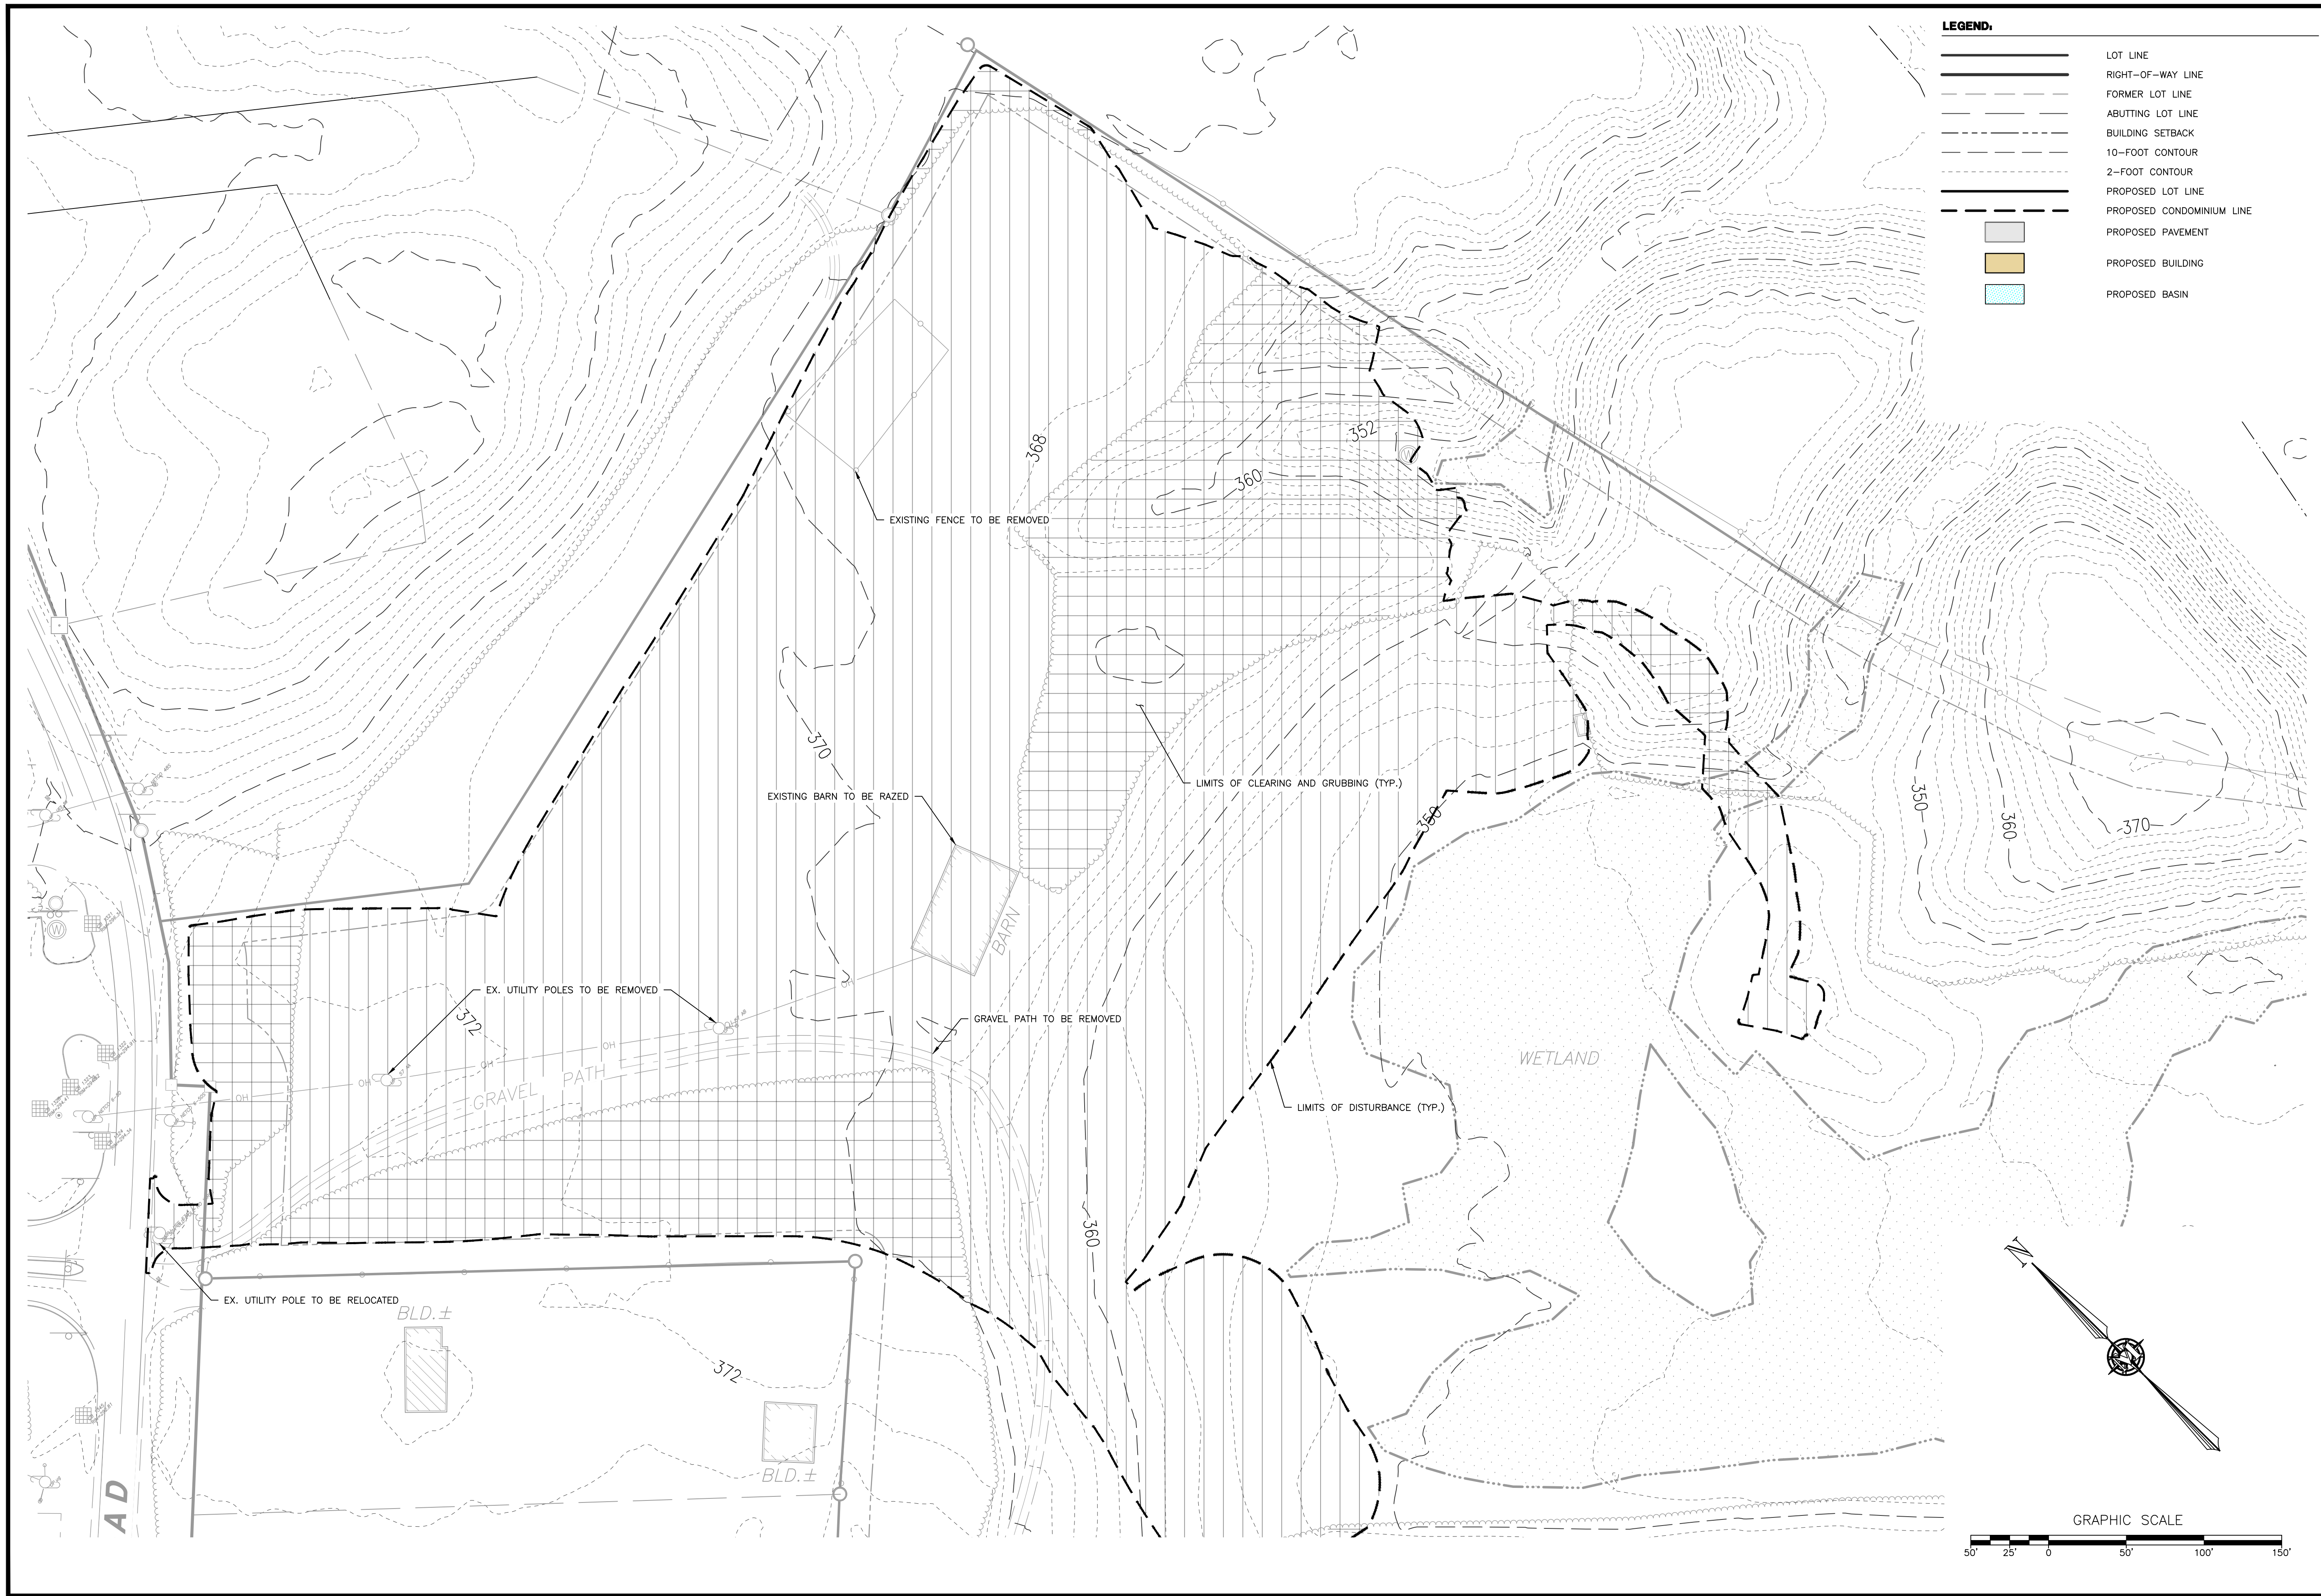 LEGEND:
LOT LINE
RIGHT-OF-WAY LINE
FORMER LOT LINE
ABUTTING LOT LINE
BUILDING SETBACK
10-FOOT CONTOUR
2-FOOT CONTOUR
PROPOSED LOT LINE
PROPOSED CONDOMINIUM LINE
PROPOSED PAVEMENT
PROPOSED BUILDING
PROPOSED BASIN
368
352
W
360
EXISTING FENCE TO BE REMOVED
370
EXISTING BARN TO BE RAZED
LIMITS OF CLEARING AND GRUBBING (TYP.)
350
350
360
370
W
BARN
EX. UTILITY POLES TO BE REMOVED
372
GRAVEL PATH TO BE REMOVED
OH
OH
OH
OH
OH
GRAVEL PATH
WETLAND
LIMITS OF DISTURBANCE (TYP.)
360
N
EX. UTILITY POLE TO BE RELOCATED
BLD.±
372
BLD.±
AD
GRAPHIC SCALE
50' 25' 0 50' 100' 150'